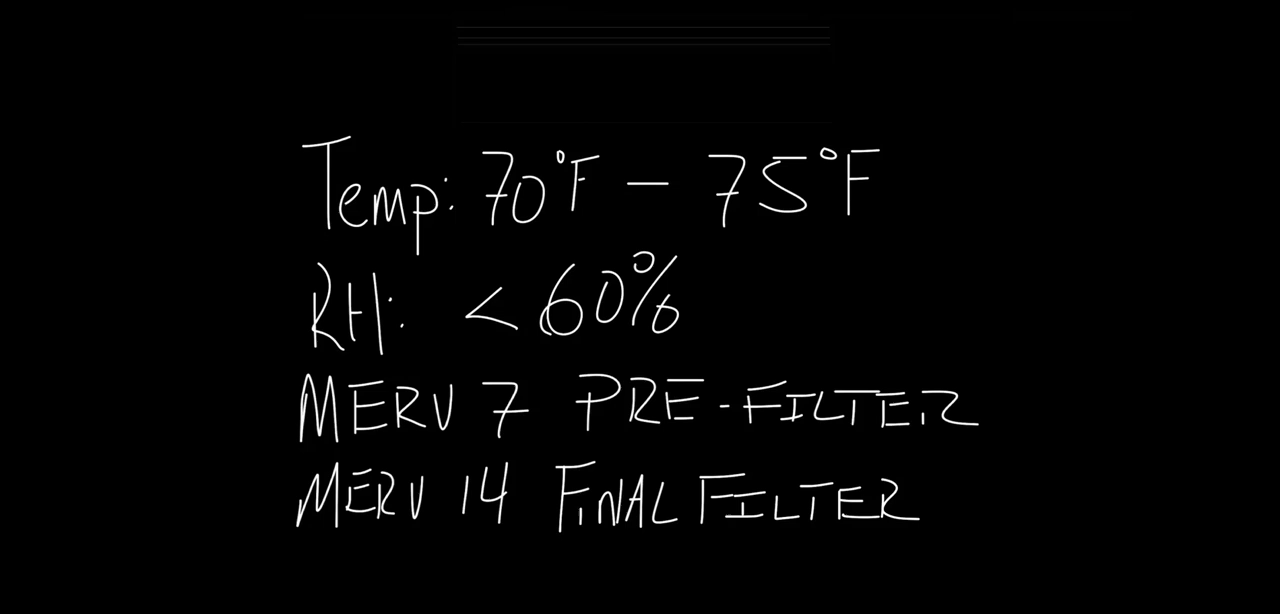 Temp: 70°F - 75°F
RH: < 60%
MERV 7 PRE-FILTER
MERV 14 FINAL FILTER